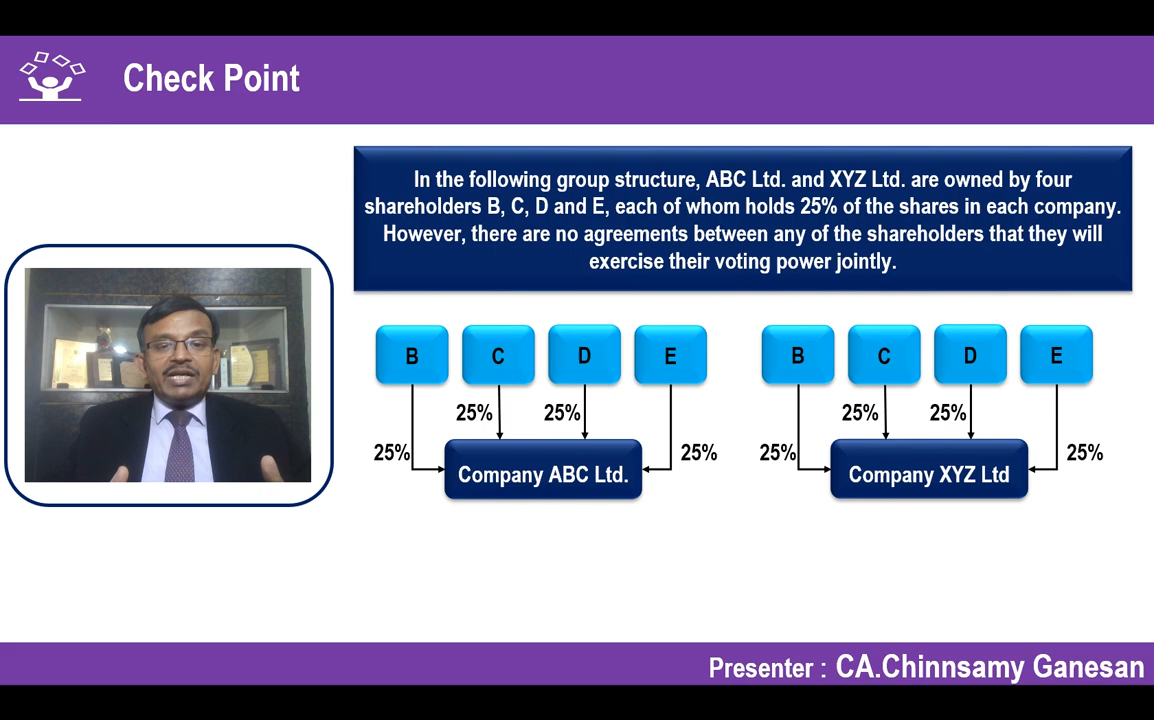 Check Point
In the following group structure, ABC Ltd. and XYZ Ltd. are owned by four
shareholders B, C, D and E, each of whom holds 25% of the shares in each company.
However, there are no agreements between any of the shareholders that they will
exercise their voting power jointly.
B C D E B C D E
25% 25% 25% 25%
25% 25% 25% 25%
Company ABC Ltd. Company XYZ Ltd
Presenter : CA.Chinnsamy Ganesan